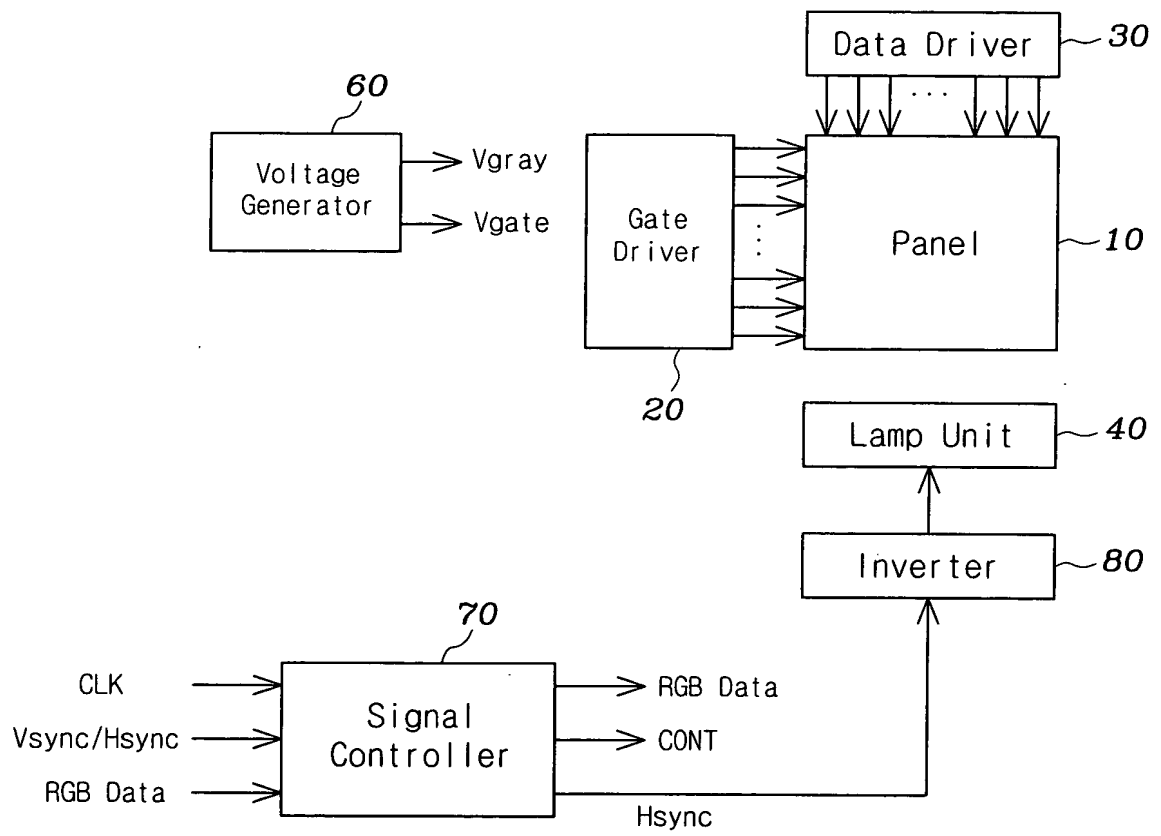 Data Driver
30
60
Voltage
Generator
Vgray
Vgate
Gate
Driver
20
Panel
10
Lamp Unit
40
Inverter
80
70
CLK
Vsync/Hsync
RGB Data
Signal
Controller
RGB Data
CONT
Hsync